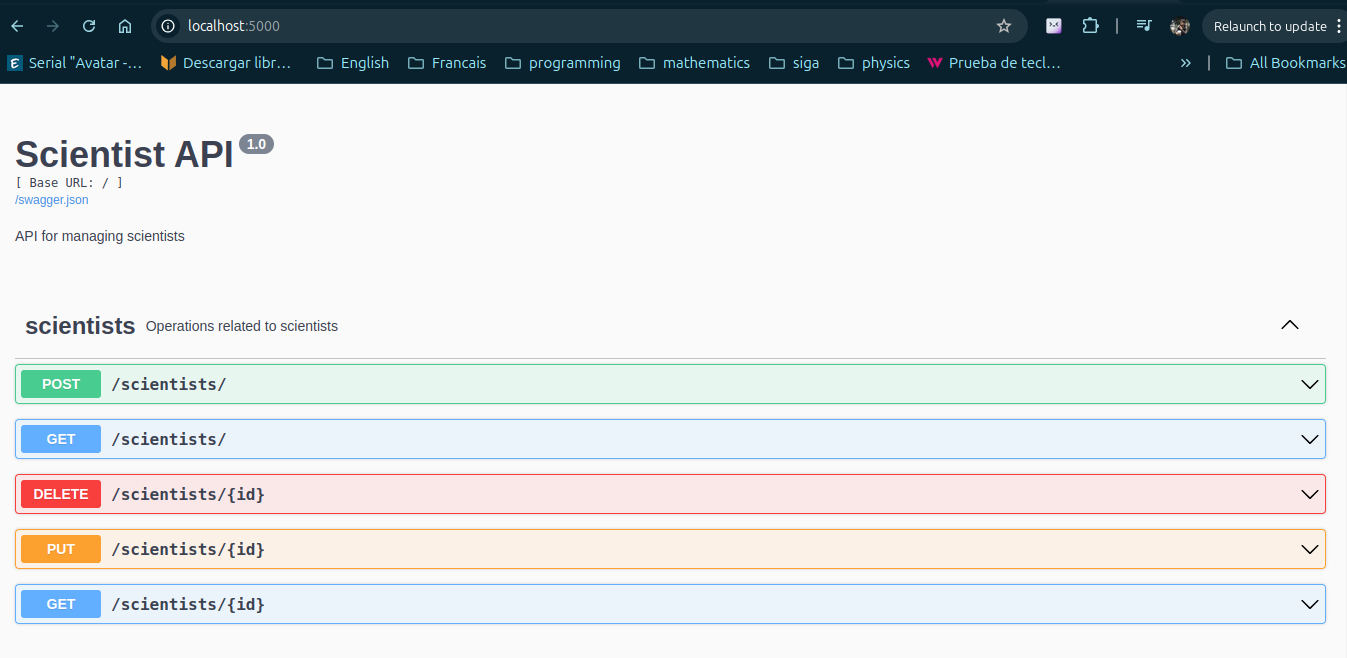 localhost:5000
Relaunch to update
Serial "Avatar -... Descargar libr... English Francais programming mathematics siga physics Prueba de tecl... » All Bookmarks
Scientist API 1.0
[ Base URL: / ]
/swagger.json
API for managing scientists
scientists Operations related to scientists
POST /scientists/
GET /scientists/
DELETE /scientists/{id}
PUT /scientists/{id}
GET /scientists/{id}